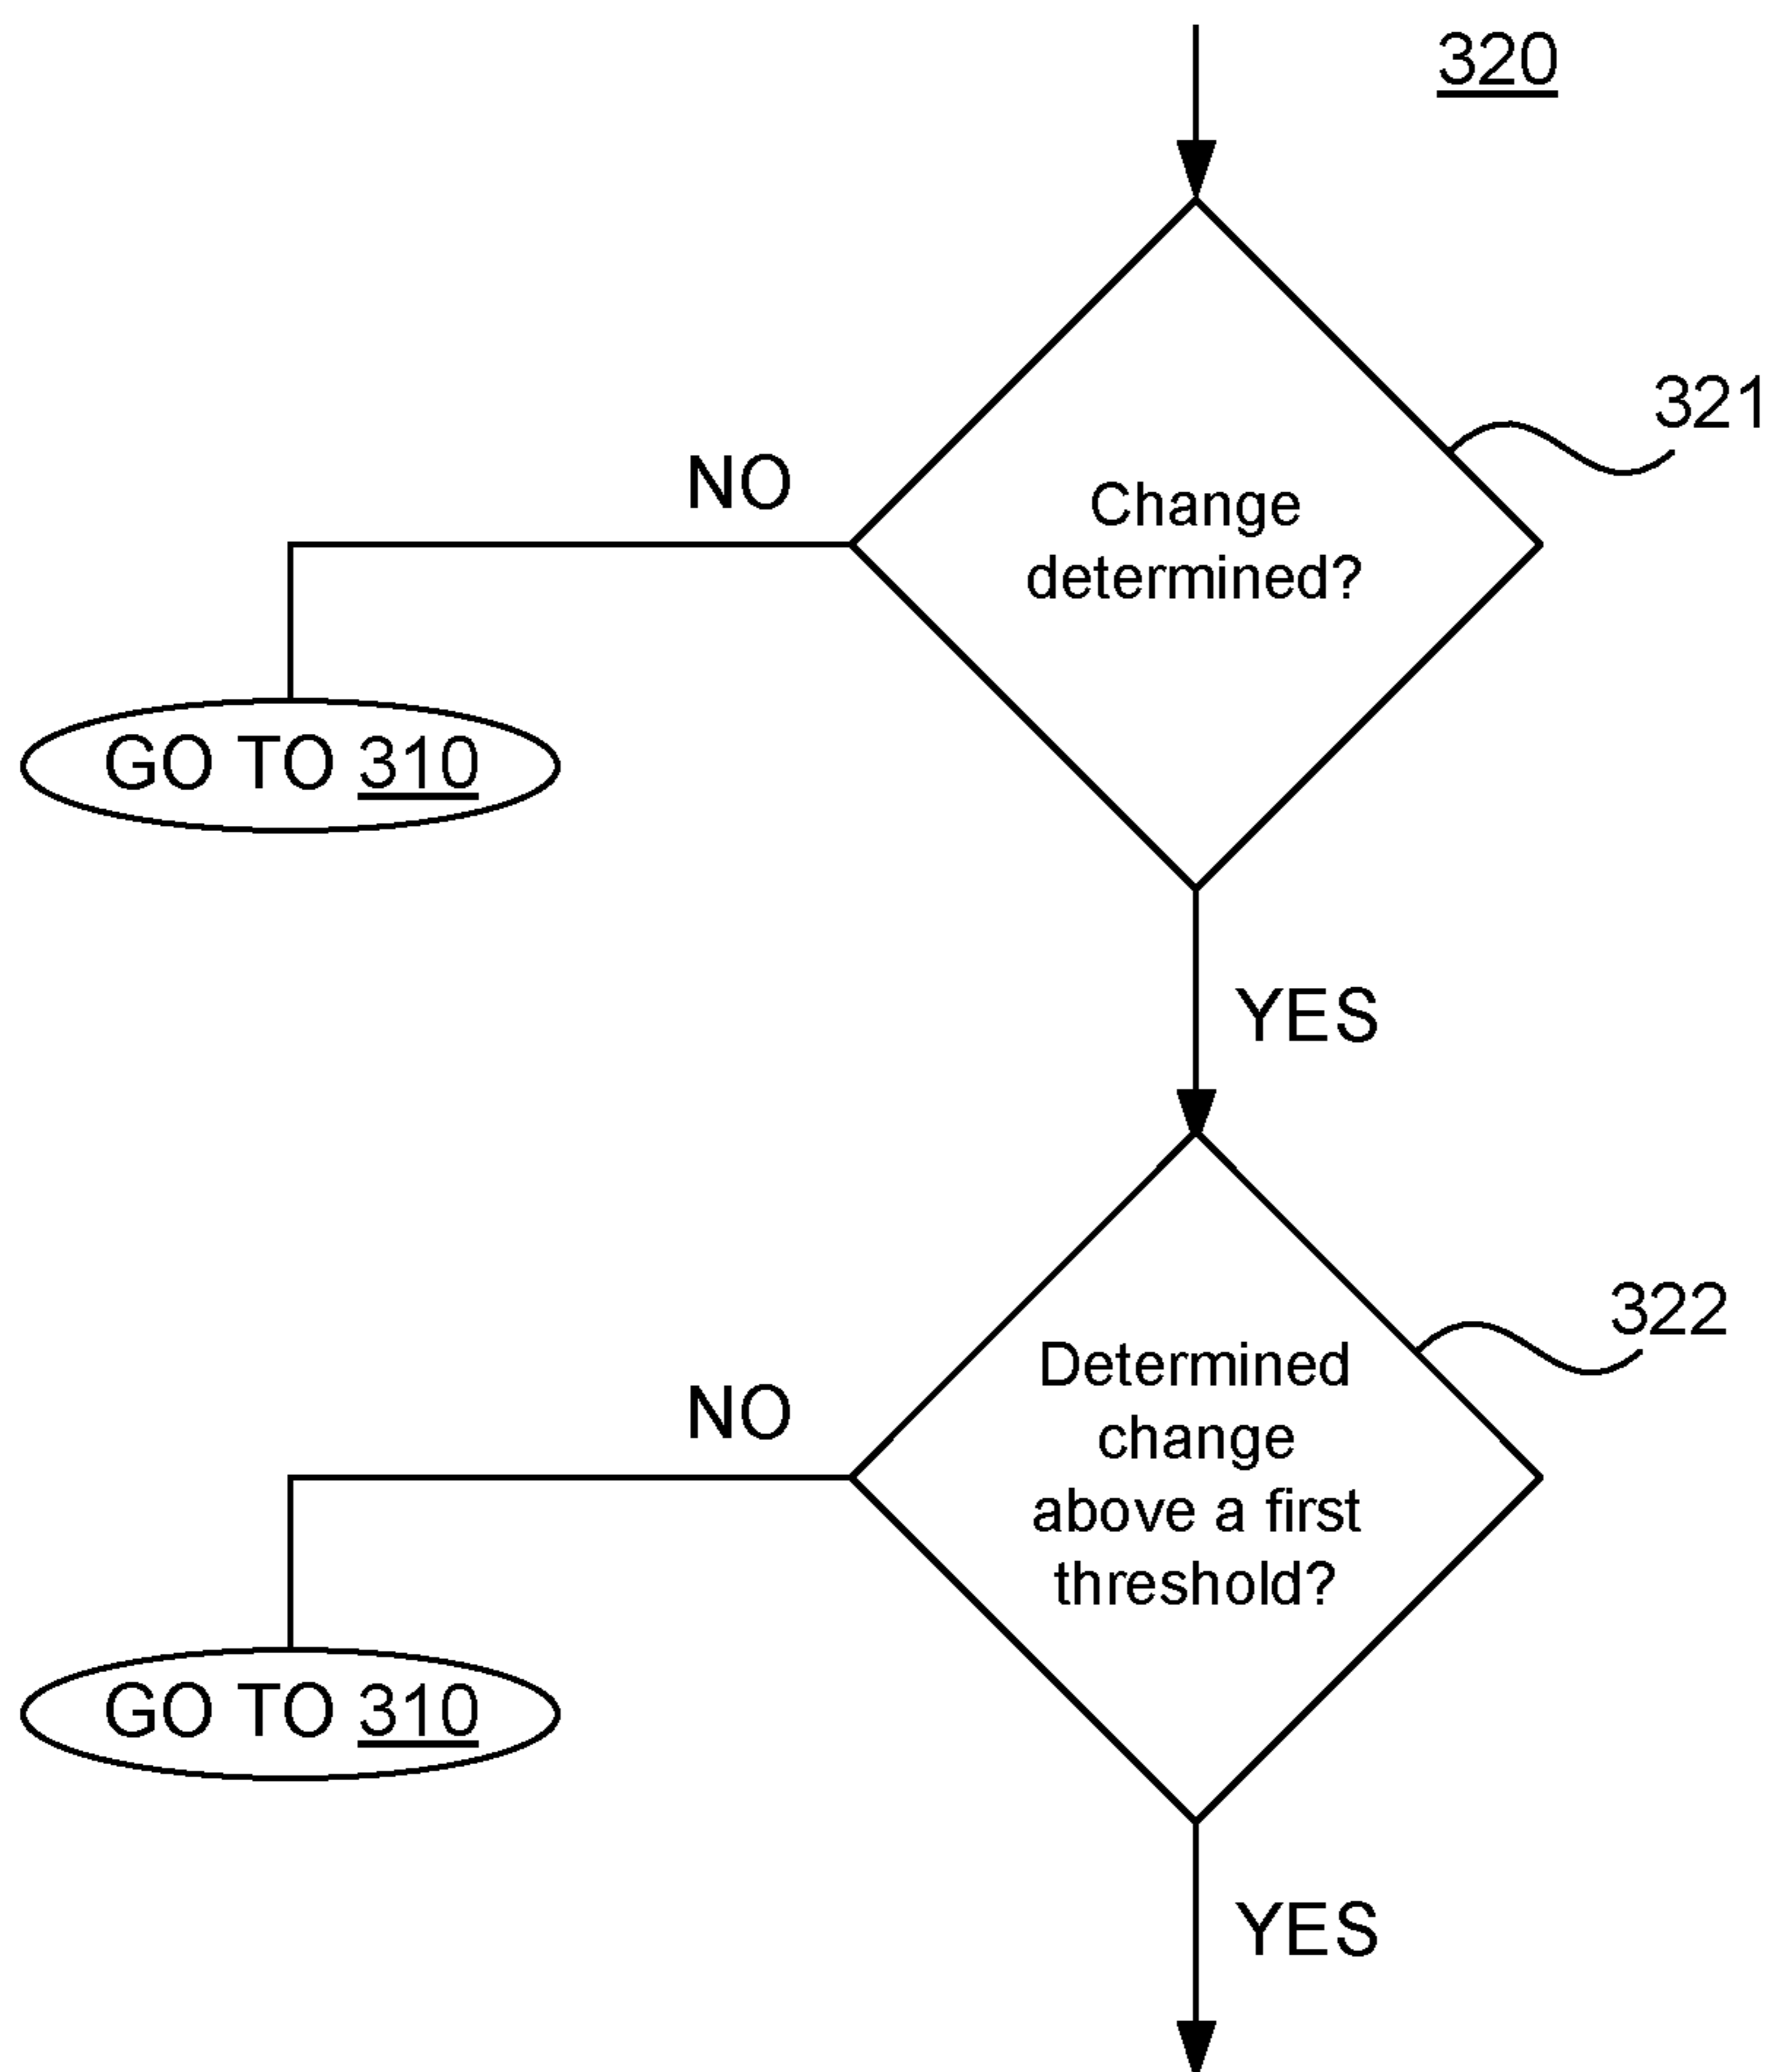 320
321
NO
Change
determined?
GO TO 310
YES
322
Determined
change
above a first
threshold?
NO
GO TO 310
YES